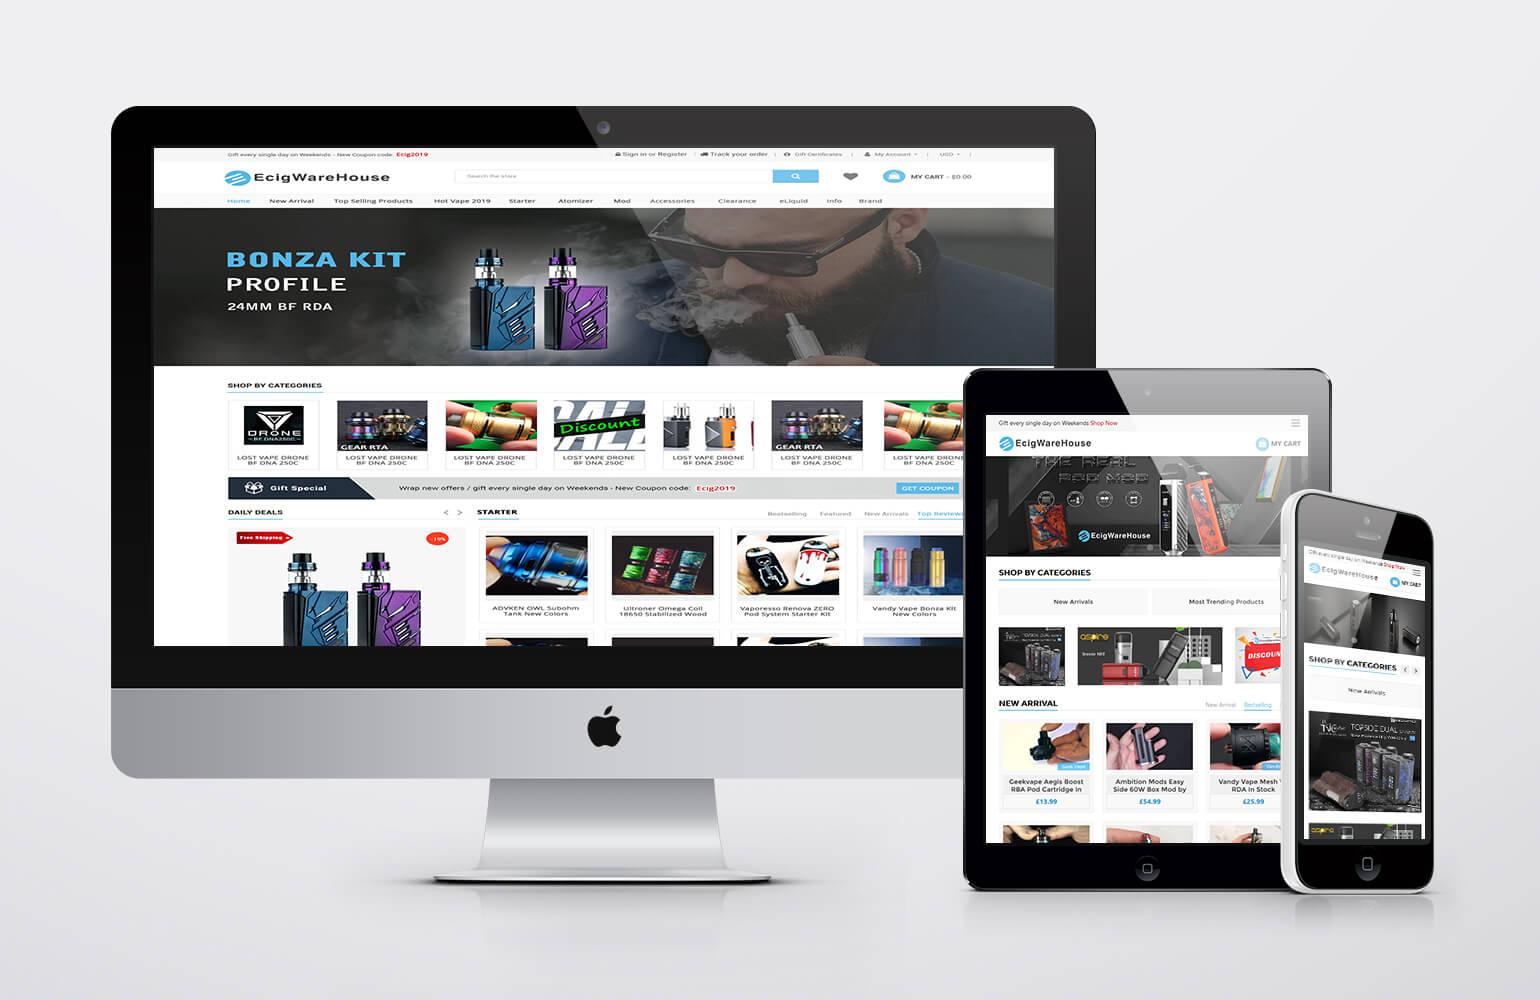 Gift every single day on Weekends - New Coupon code: Ecig2019
Sign in or Register | Track your order | Gift Certificates | My Account | USD |
EcigWareHouse
Search the store
MY CART - $0.00
Home New Arrival Top Selling Products Hot Vape 2019 Starter Atomizer Mod Accessories Clearance eLiquid Info Brand
BONZA KIT
PROFILE
24MM BF RDA
SHOP BY CATEGORIES
DRONE
BF DNA250C
GEAR RTA
Discount
GEAR RTA
LOST VAPE DRONE
BF DNA 250C
LOST VAPE DRONE
BF DNA 250C
LOST VAPE DRONE
BF DNA 250C
LOST VAPE DRONE
BF DNA 250C
LOST VAPE DRONE
BF DNA 250C
LOST VAPE DRONE
BF DNA 250C
LOST VAPE DRO
BF DNA 250
Gift Special
Wrap new offers / gift every single day on Weekends - New Coupon code: Ecig2019
GET COUPON
DAILY DEALS < >
Free Shipping
-19%
STARTER
Bestselling Featured New Arrivals Top Reviews
ADVKEN OWL Subohm
Tank New Colors
Ultroner Omega Coil
18650 Stabilized Wood
Vaporesso Renova ZERO
Pod System Starter Kit
Vandy Vape Bonza Kit
New Colors
Gift every single day on Weekends Shop Now
EcigWareHouse
MY CART
THE REAL
POD MOD
EcigWareHouse
SHOP BY CATEGORIES
New Arrivals
Most Trending Products
TOPSIDE DUAL
aspire
DISCOUN
NEW ARRIVAL
New Arrival Bestselling
Geek Vape
Geekvape Aegis Boost
RBA Pod Cartridge in
£13.99
Ambition Mods Easy
Side 60W Box Mod by
£54.99
Vandy Vape Mesh
RDA In Stock
£25.99
Gift every single day on Weekends Shop Now
EcigWareHouse
MY CART
SHOP BY CATEGORIES < >
New Arrivals
TOPSIDE DUAL
aspire